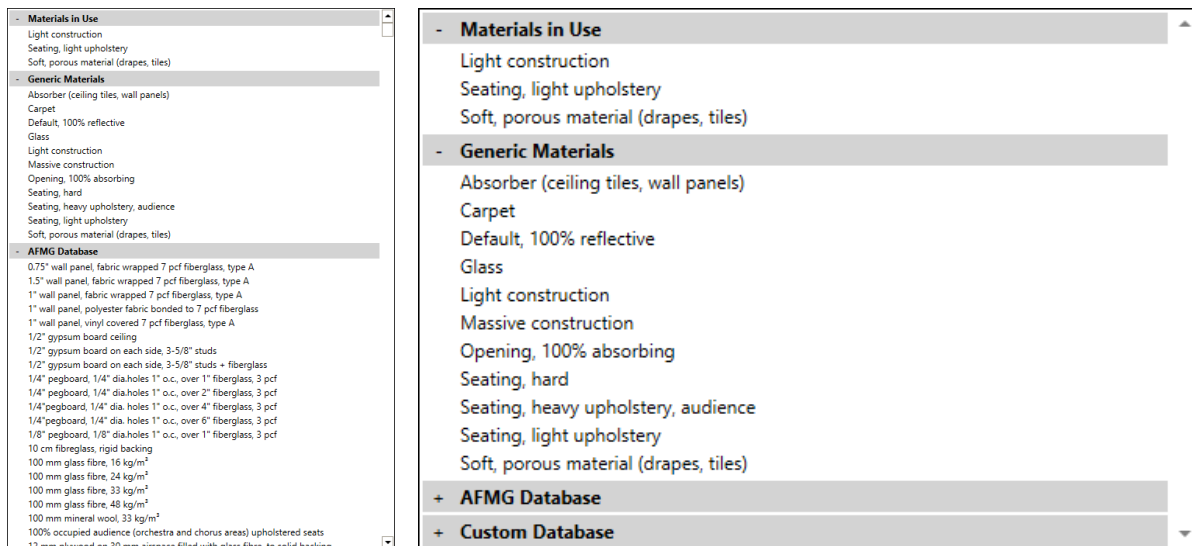 - Materials in Use
Light construction
Seating, light upholstery
Soft, porous material (drapes, tiles)
- Generic Materials
Absorber (ceiling tiles, wall panels)
Carpet
Default, 100% reflective
Glass
Light construction
Massive construction
Opening, 100% absorbing
Seating, hard
Seating, heavy upholstery, audience
Seating, light upholstery
Soft, porous material (drapes, tiles)
- AFMG Database
0.75" wall panel, fabric wrapped 7 pcf fiberglass, type A
1.5" wall panel, fabric wrapped 7 pcf fiberglass, type A
1" wall panel, fabric wrapped 7 pcf fiberglass, type A
1" wall panel, polyester fabric bonded to 7 pcf fiberglass
1" wall panel, vinyl covered 7 pcf fiberglass, type A
1/2" gypsum board ceiling
1/2" gypsum board on each side, 3-5/8" studs
1/2" gypsum board on each side, 3-5/8" studs + fiberglass
1/4" pegboard, 1/4" dia.holes 1" o.c., over 1" fiberglass, 3 pcf
1/4" pegboard, 1/4" dia.holes 1" o.c., over 2" fiberglass, 3 pcf
1/4"pegboard, 1/4" dia. holes 1" o.c., over 4" fiberglass, 3 pcf
1/4"pegboard, 1/4" dia. holes 1" o.c., over 6" fiberglass, 3 pcf
1/8" pegboard, 1/8" dia.holes 1" o.c., over 1" fiberglass, 3 pcf
10 cm fibreglass, rigid backing
100 mm glass fibre, 16 kg/m³
100 mm glass fibre, 24 kg/m³
100 mm glass fibre, 33 kg/m³
100 mm glass fibre, 48 kg/m³
100 mm mineral wool, 33 kg/m³
100% occupied audience (orchestra and chorus areas) upholstered seats
12 mm plywood on 30 mm airspace filled with glass fibre, to solid backing
- Materials in Use
Light construction
Seating, light upholstery
Soft, porous material (drapes, tiles)
- Generic Materials
Absorber (ceiling tiles, wall panels)
Carpet
Default, 100% reflective
Glass
Light construction
Massive construction
Opening, 100% absorbing
Seating, hard
Seating, heavy upholstery, audience
Seating, light upholstery
Soft, porous material (drapes, tiles)
+ AFMG Database
+ Custom Database